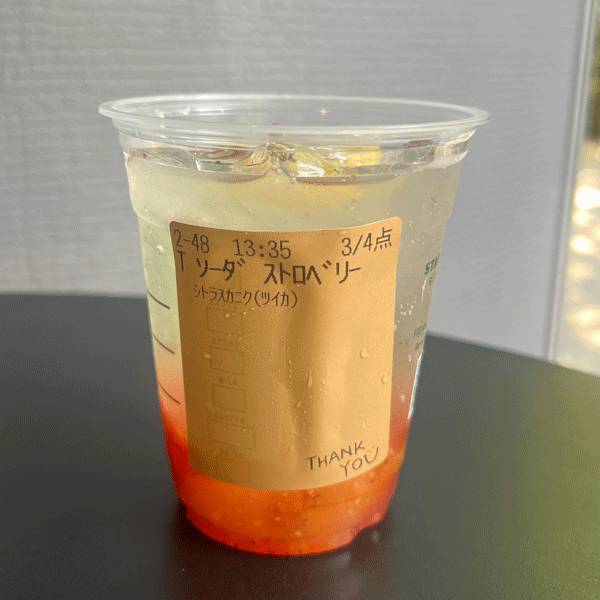 2-48 13:35 3/4点
T ソーダ ストロベリー
シトラスカニク(ツイカ)
MILK
THANK
YOU